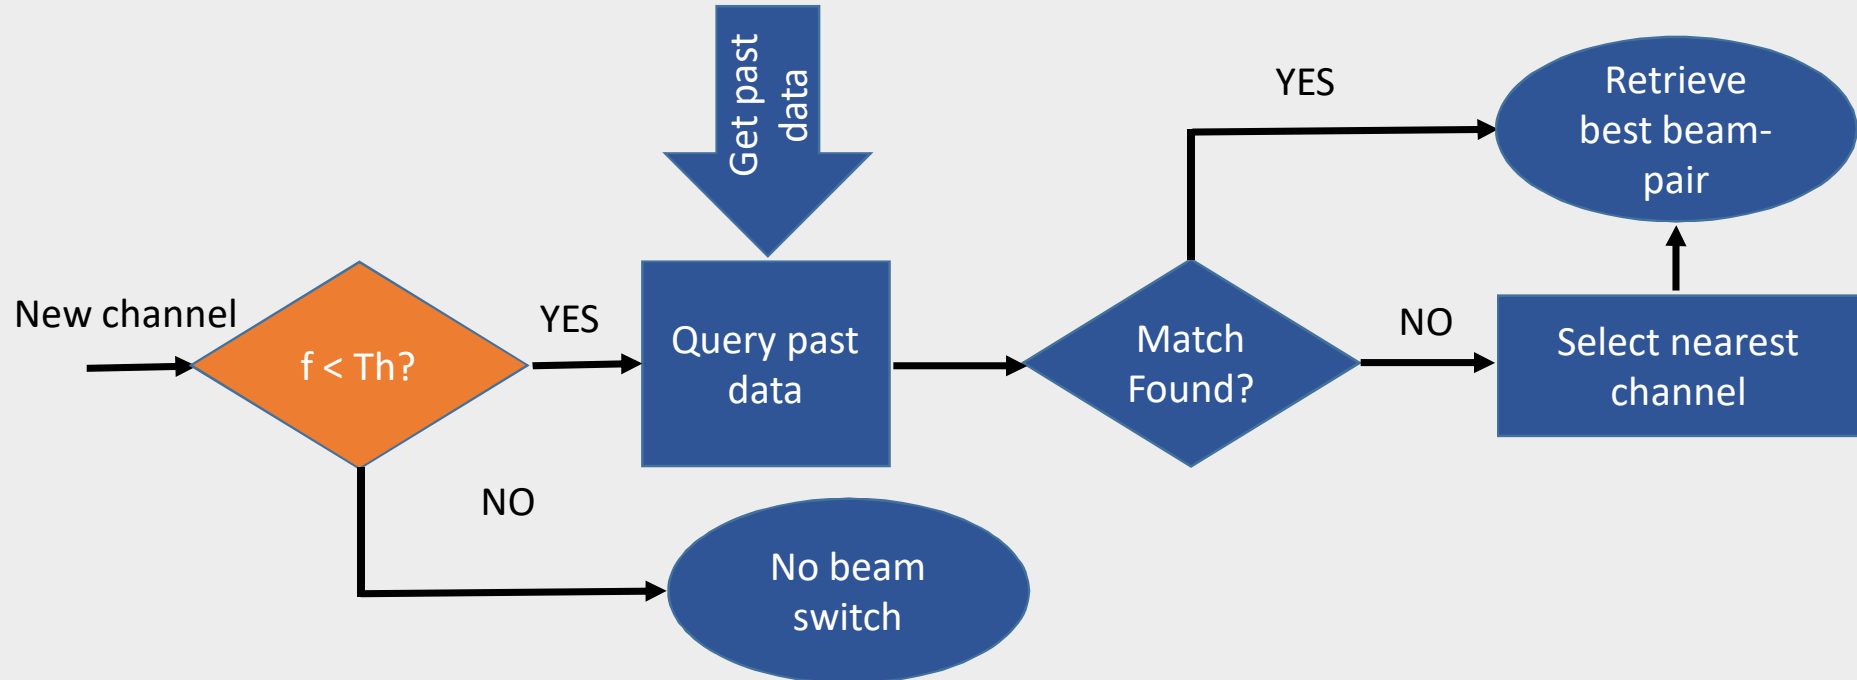 Get past
data
YES
Retrieve
best beam-
pair
New channel
f < Th?
YES
Query past
data
Match
Found?
NO
Select nearest
channel
NO
No beam
switch